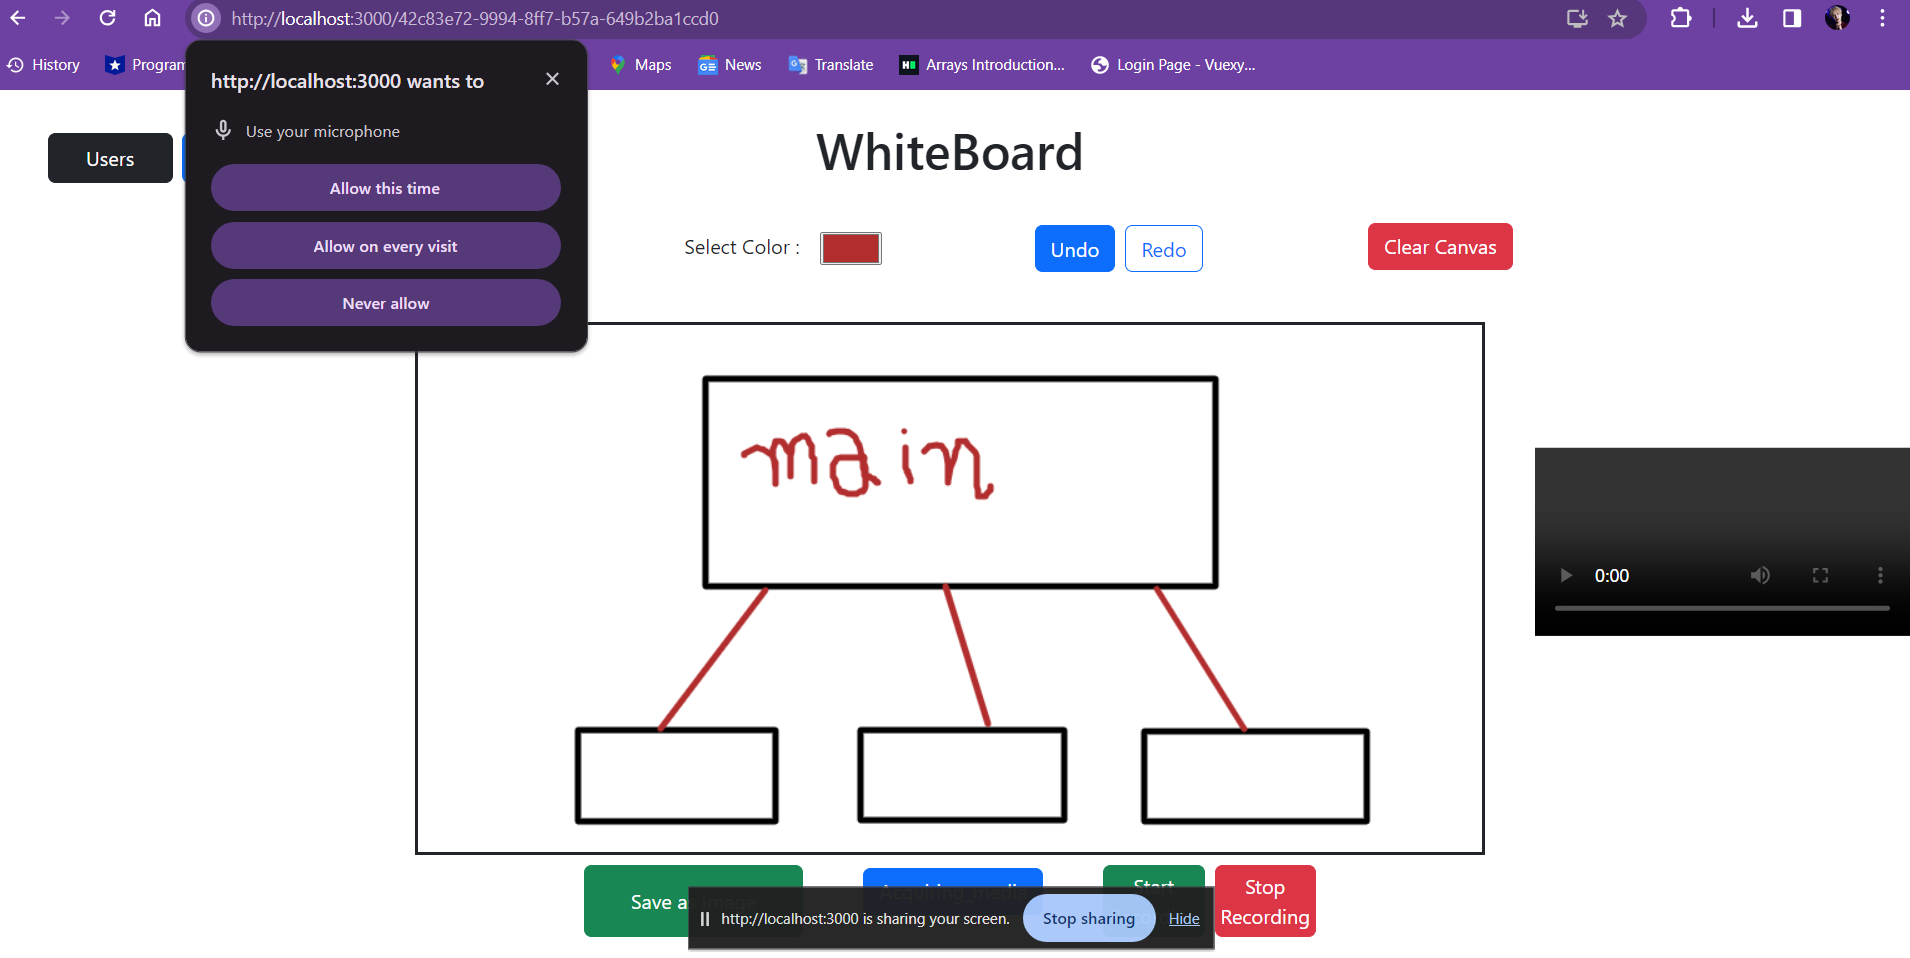 http://localhost:3000/42c83e72-9994-8ff7-b57a-649b2ba1ccd0
History
Maps
News
Translate
Arrays Introduction...
Login Page - Vuexy...
http://localhost:3000 wants to
Use your microphone
Allow this time
Allow on every visit
Never allow
Users
WhiteBoard
Select Color :
Undo
Redo
Clear Canvas
main
0:00
Save as Image
Start
Stop
Recording
http://localhost:3000 is sharing your screen.
Stop sharing
Hide